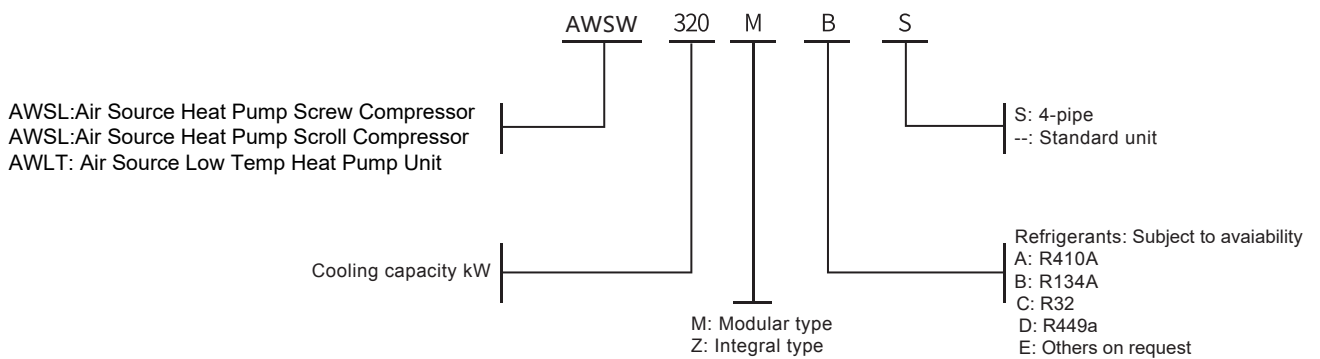 AWSW 320 M B S
AWSL:Air Source Heat Pump Screw Compressor
AWSL:Air Source Heat Pump Scroll Compressor
AWLT: Air Source Low Temp Heat Pump Unit
S: 4-pipe
--: Standard unit
Cooling capacity kW
Refrigerants: Subject to avaiability
A: R410A
B: R134A
C: R32
D: R449a
E: Others on request
M: Modular type
Z: Integral type